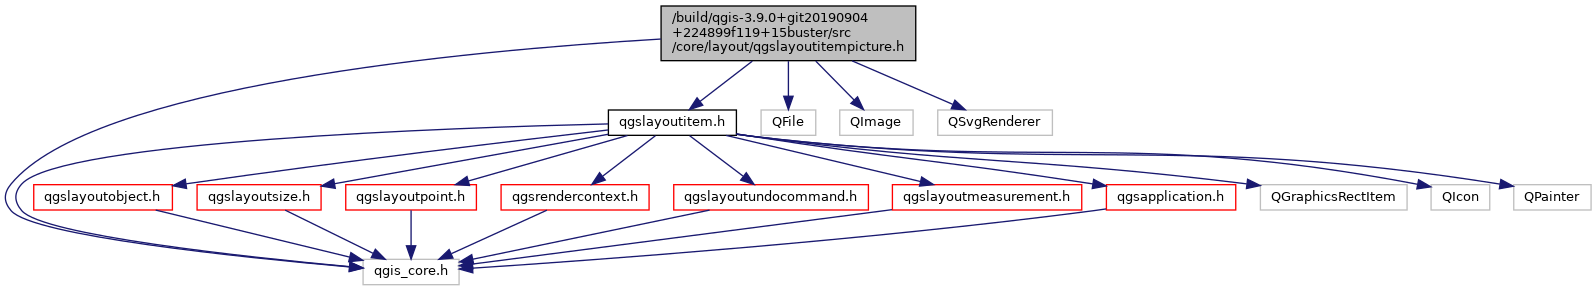 /build/qgis-3.9.0+git20190904
+224899f119+15buster/src
/core/layout/qgslayoutitempicture.h
qgslayoutitem.h
QFile
QImage
QSvgRenderer
qgslayoutobject.h
qgslayoutsize.h
qgslayoutpoint.h
qgsrendercontext.h
qgslayoutundocommand.h
qgslayoutmeasurement.h
qgsapplication.h
QGraphicsRectItem
QIcon
QPainter
qgis_core.h